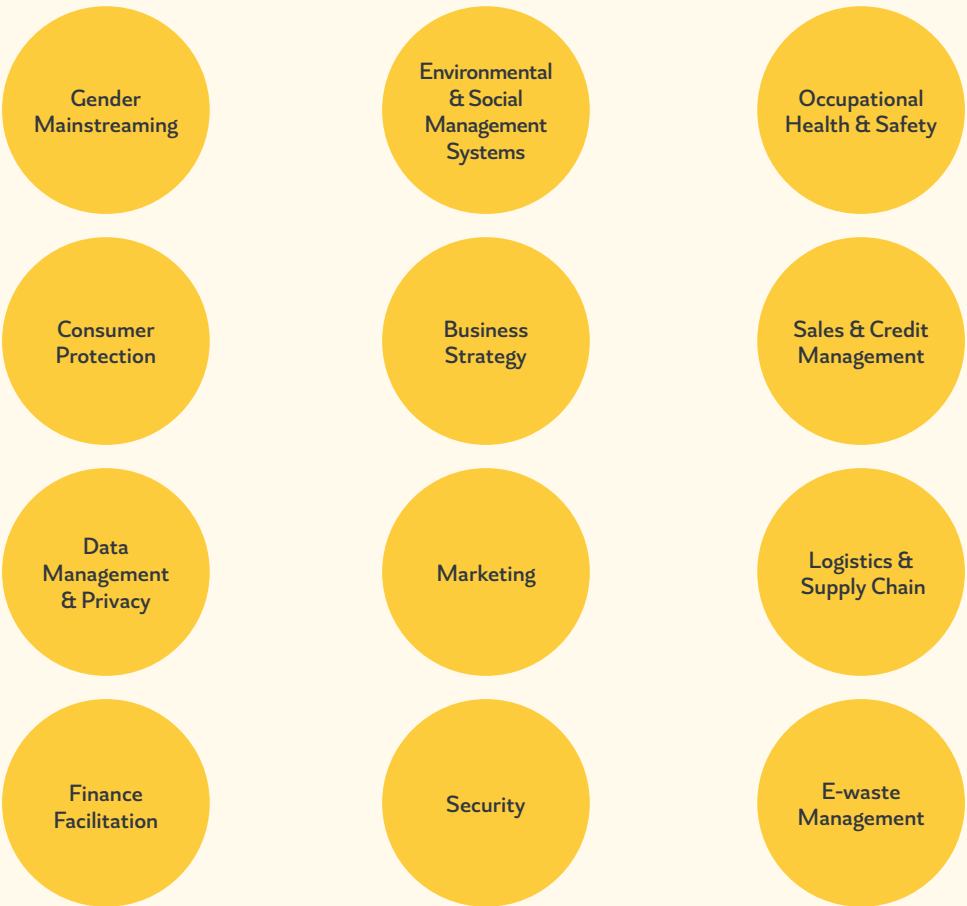 Gender
Mainstreaming
Environmental
& Social
Management
Systems
Occupational
Health & Safety
Consumer
Protection
Business
Strategy
Sales & Credit
Management
Data
Management
& Privacy
Marketing
Logistics &
Supply Chain
Finance
Facilitation
Security
E-waste
Management